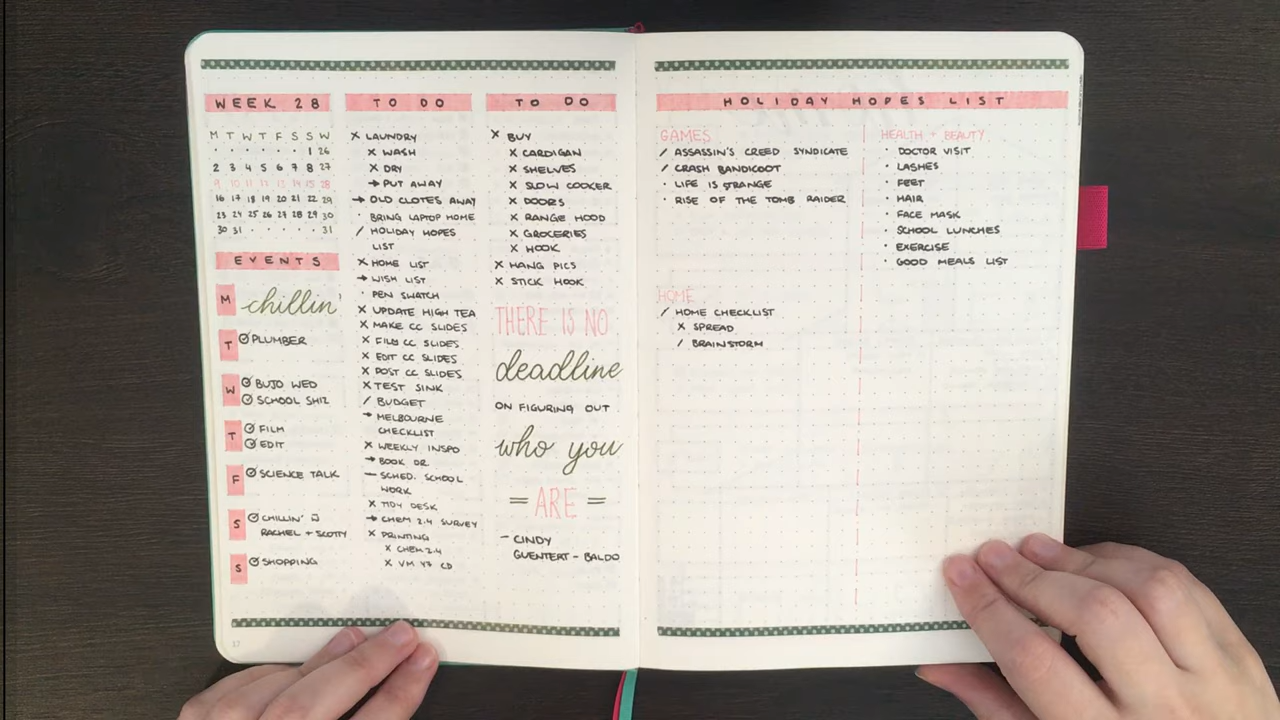 WEEK 28
M T W T F S S W
· · · · · 1 26
2 3 4 5 6 7 8 27
9 10 11 12 13 14 15 28
16 17 18 19 20 21 22 29
23 24 25 26 27 28 29 30
30 31 · · · · · 31
EVENTS
M chillin'
T PLUMBER
W BUJO WED
SCHOOL SHIZ
T FILM
EDIT
F SCIENCE TALK
S CHILLIN'
RACHEL + SCOTTY
S SHOPPING
TO DO
× LAUNDRY
× WASH
× DRY
→ PUT AWAY
→ OLD CLOTES AWAY
· BRING LAPTOP HOME
/ HOLIDAY HOPES
LIST
× HOME LIST
→ WISH LIST
· PEN SWATCH
× UPDATE HIGH TEA
× MAKE CC SLIDES
× FILM CC SLIDES
× EDIT CC SLIDES
× POST CC SLIDES
× TEST SINK
/ BUDGET
→ MELBOURNE
CHECKLIST
× WEEKLY INSPO
→ BOOK DR
— SCHED. SCHOOL
WORK
× TIDY DESK
→ CHEM 2.4 SURVEY
× PRINTING
× CHEM 2.4
× VM Y7 CD
TO DO
× BUY
× CARDIGAN
× SHELVES
× SLOW COOKER
× DOORS
× RANGE HOOD
× GROCERIES
× HOOK
× HANG PICS
× STICK HOOK
THERE IS NO
deadline
ON FIGURING OUT
who you
= ARE =
– CINDY
GUENTERT-BALDO
37
HOLIDAY HOPES LIST
GAMES
/ ASSASSIN'S CREED SYNDICATE
/ CRASH BANDICOOT
· LIFE IS STRANGE
· RISE OF THE TOMB RAIDER
HOME
/ HOME CHECKLIST
× SPREAD
/ BRAINSTORM
HEALTH + BEAUTY
· DOCTOR VISIT
· LASHES
· FEET
· HAIR
· FACE MASK
· SCHOOL LUNCHES
· EXERCISE
· GOOD MEALS LIST